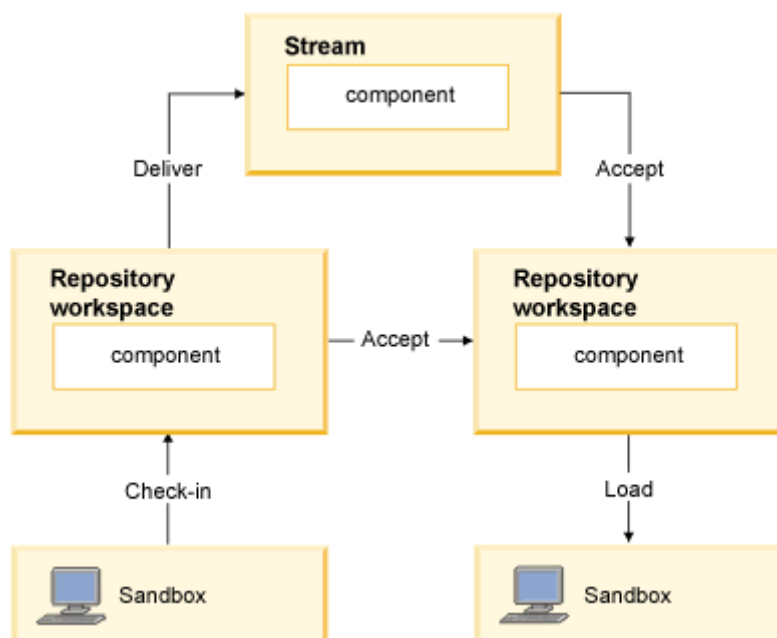 Stream
component
Deliver
Accept
Repository
workspace
component
Accept
Repository
workspace
component
Check-in
Load
Sandbox
Sandbox